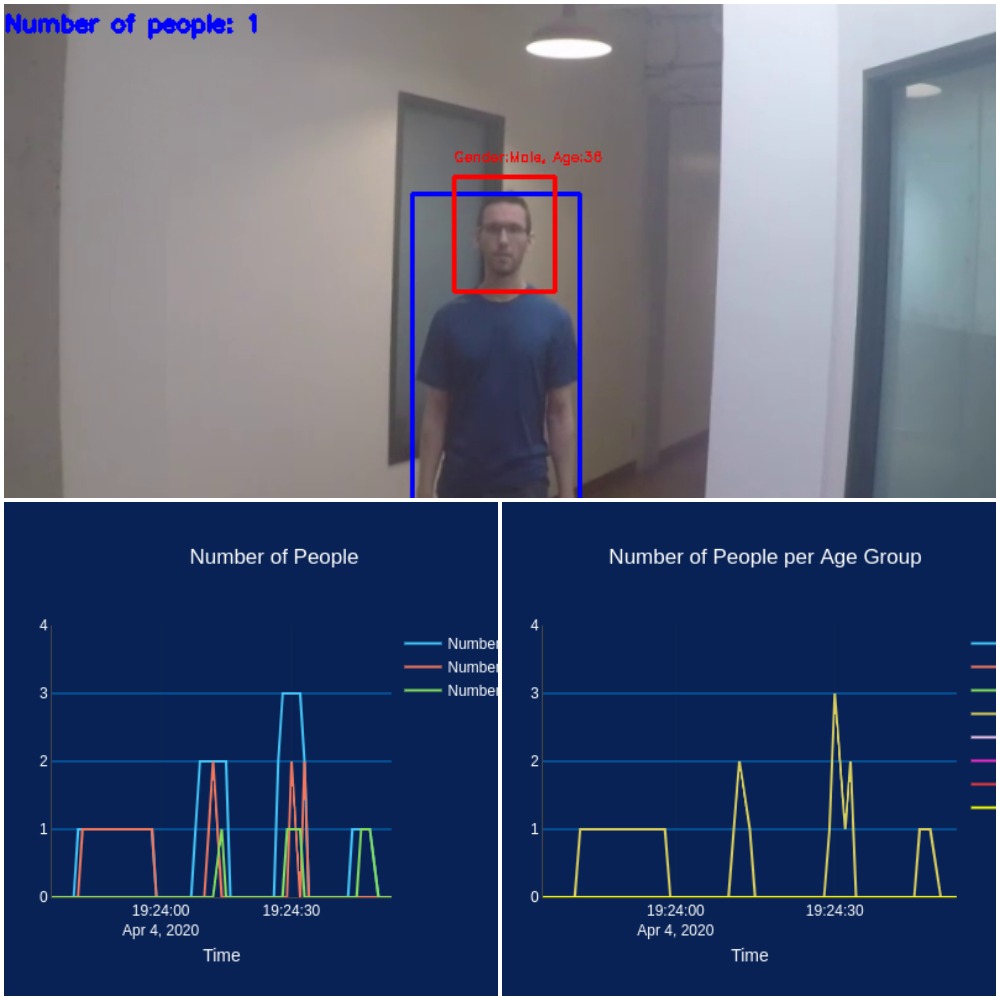 Number of people: 1
Gender:Male, Age:36
Number of People
4
3
2
1
0
19:24:00
19:24:30
Apr 4, 2020
Time
Number
Number
Number
Number of People per Age Group
4
3
2
1
0
19:24:00
19:24:30
Apr 4, 2020
Time